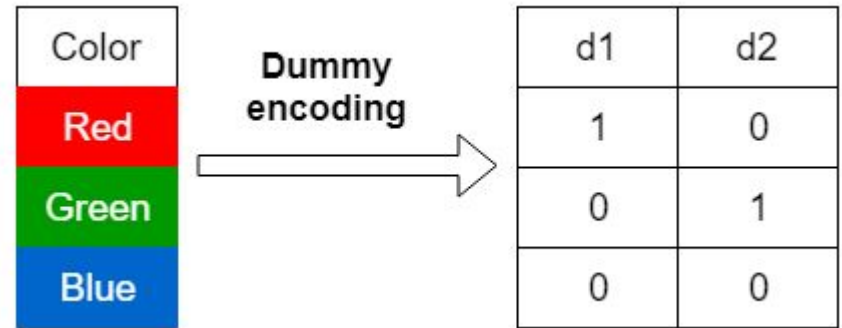 Color
Red
Green
Blue
Dummy
encoding
d1 d2
1 0
0 1
0 0